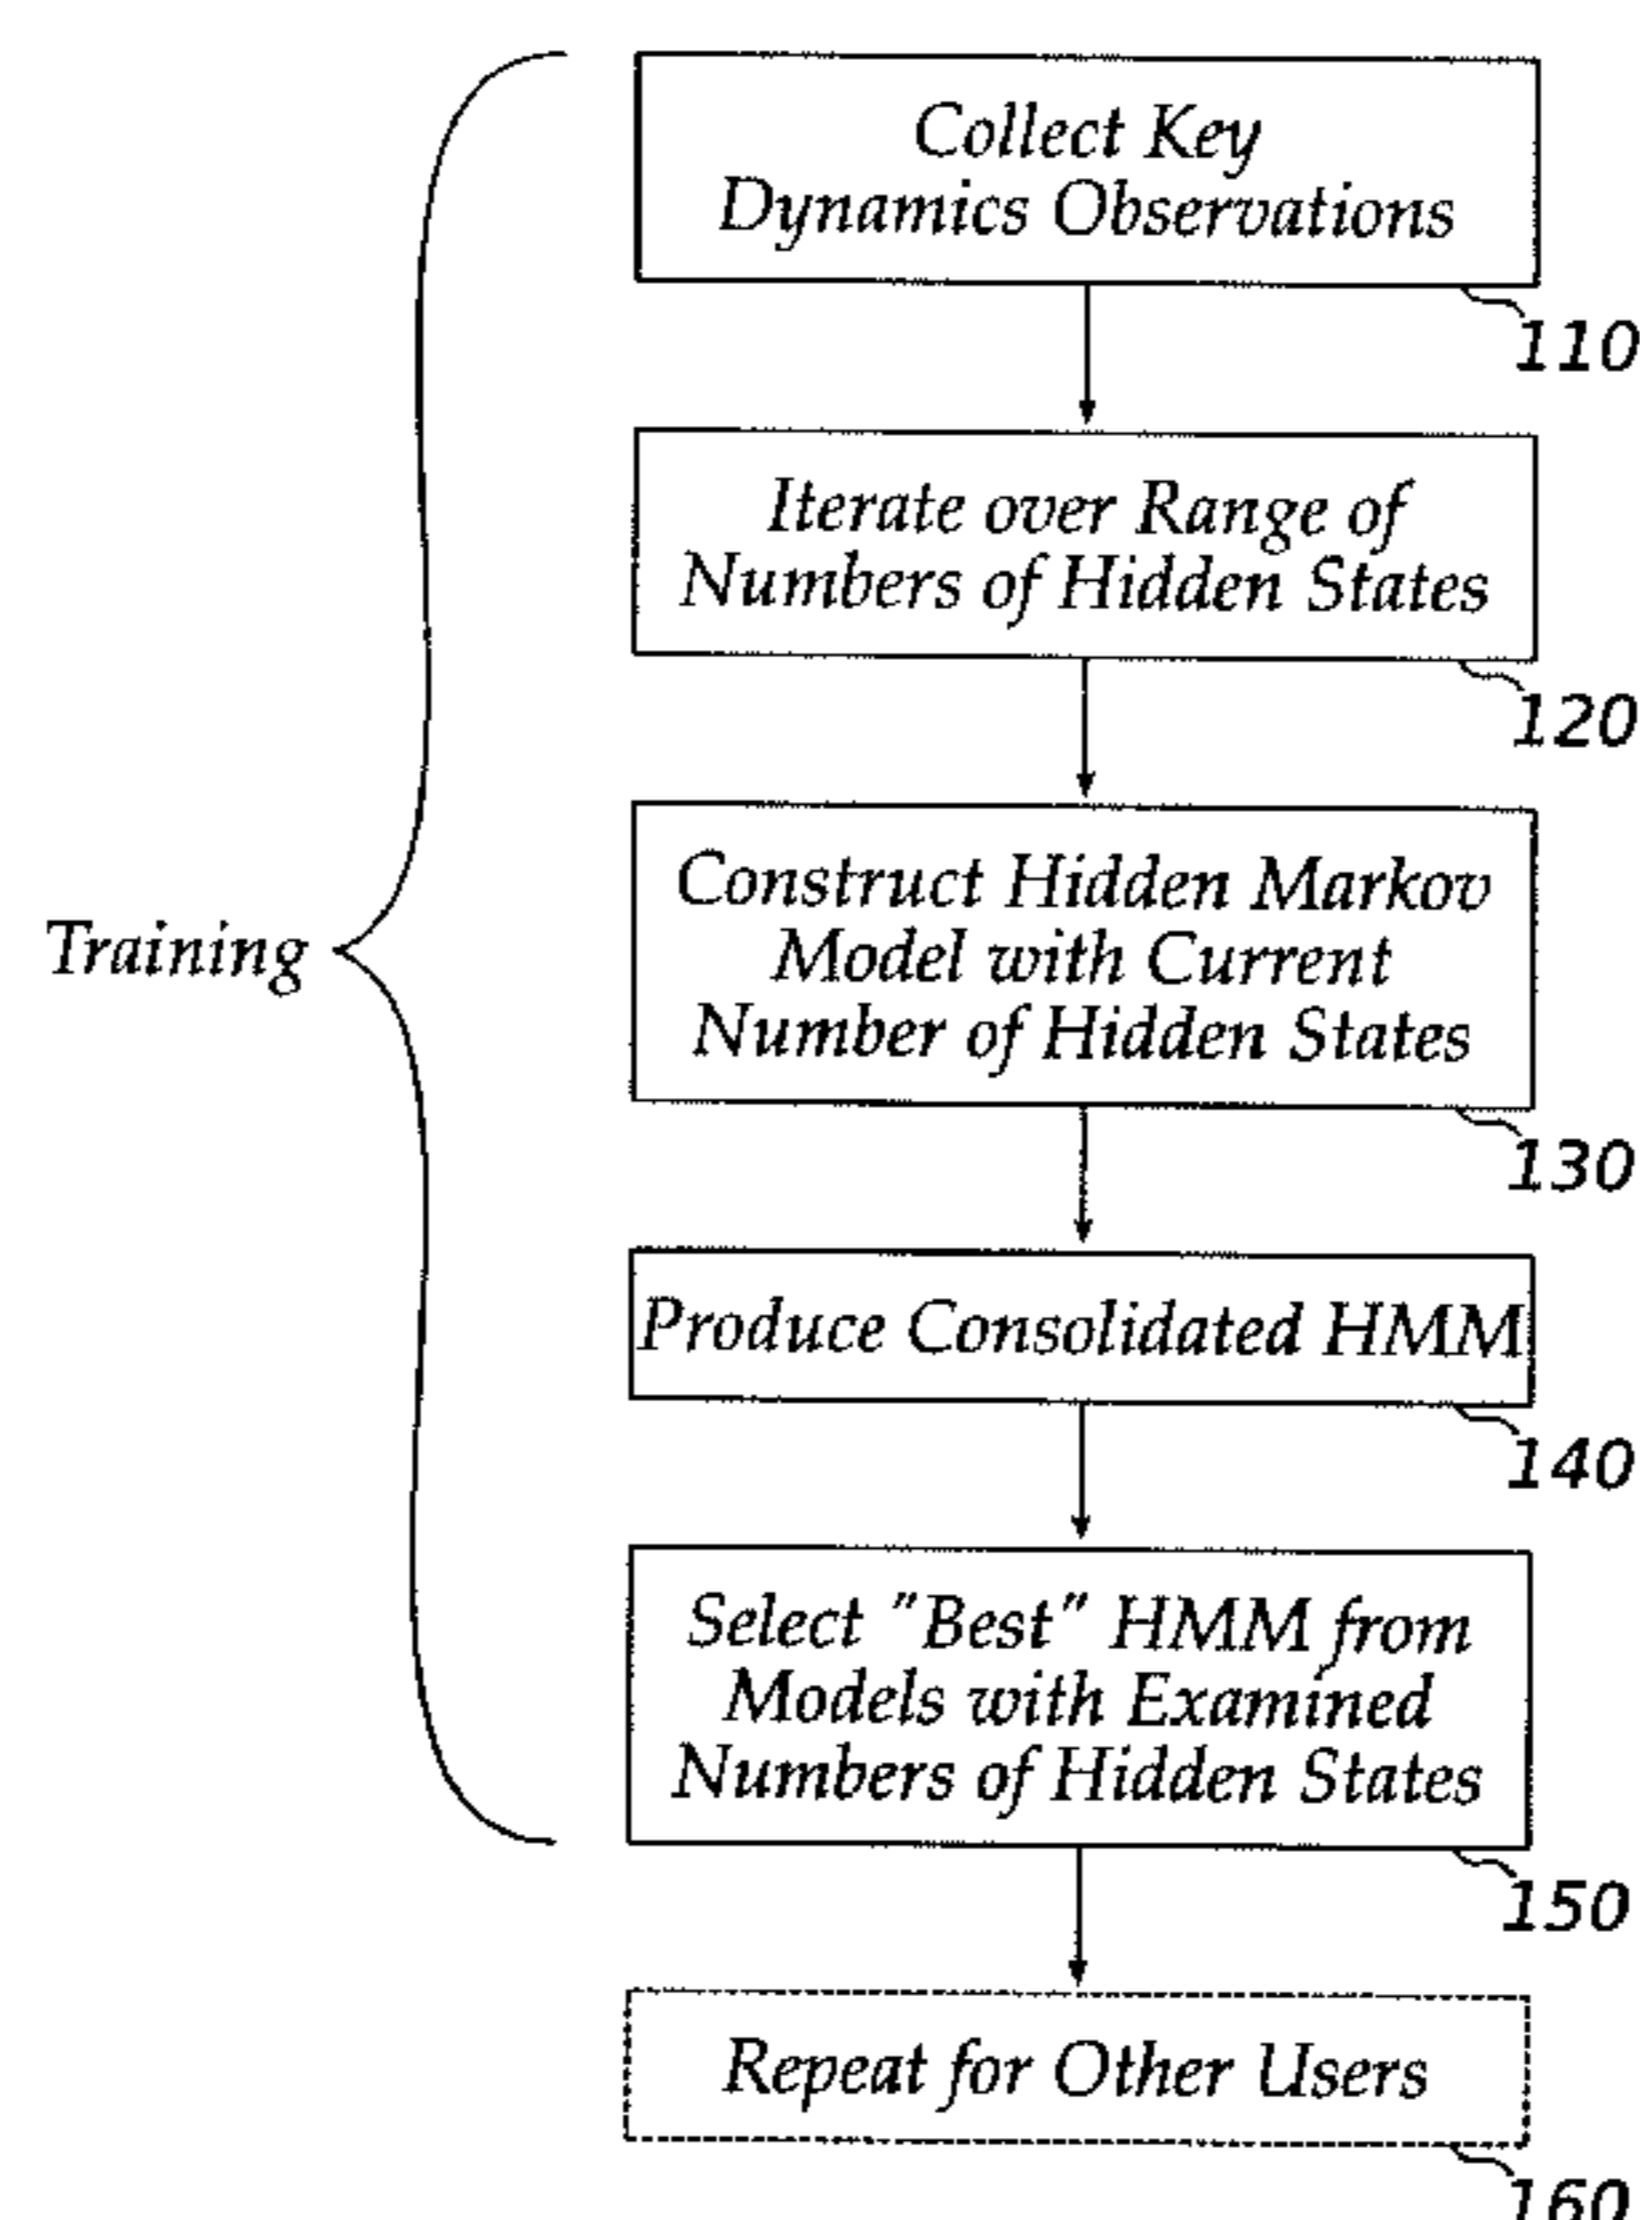 Collect Key
Dynamics Observations
110
Iterate over Range of
Numbers of Hidden States
120
Construct Hidden Markov
Model with Current
Number of Hidden States
130
Training
Produce Consolidated HMM
140
Select "Best" HMM from
Models with Examined
Numbers of Hidden States
150
Repeat for Other Users
160